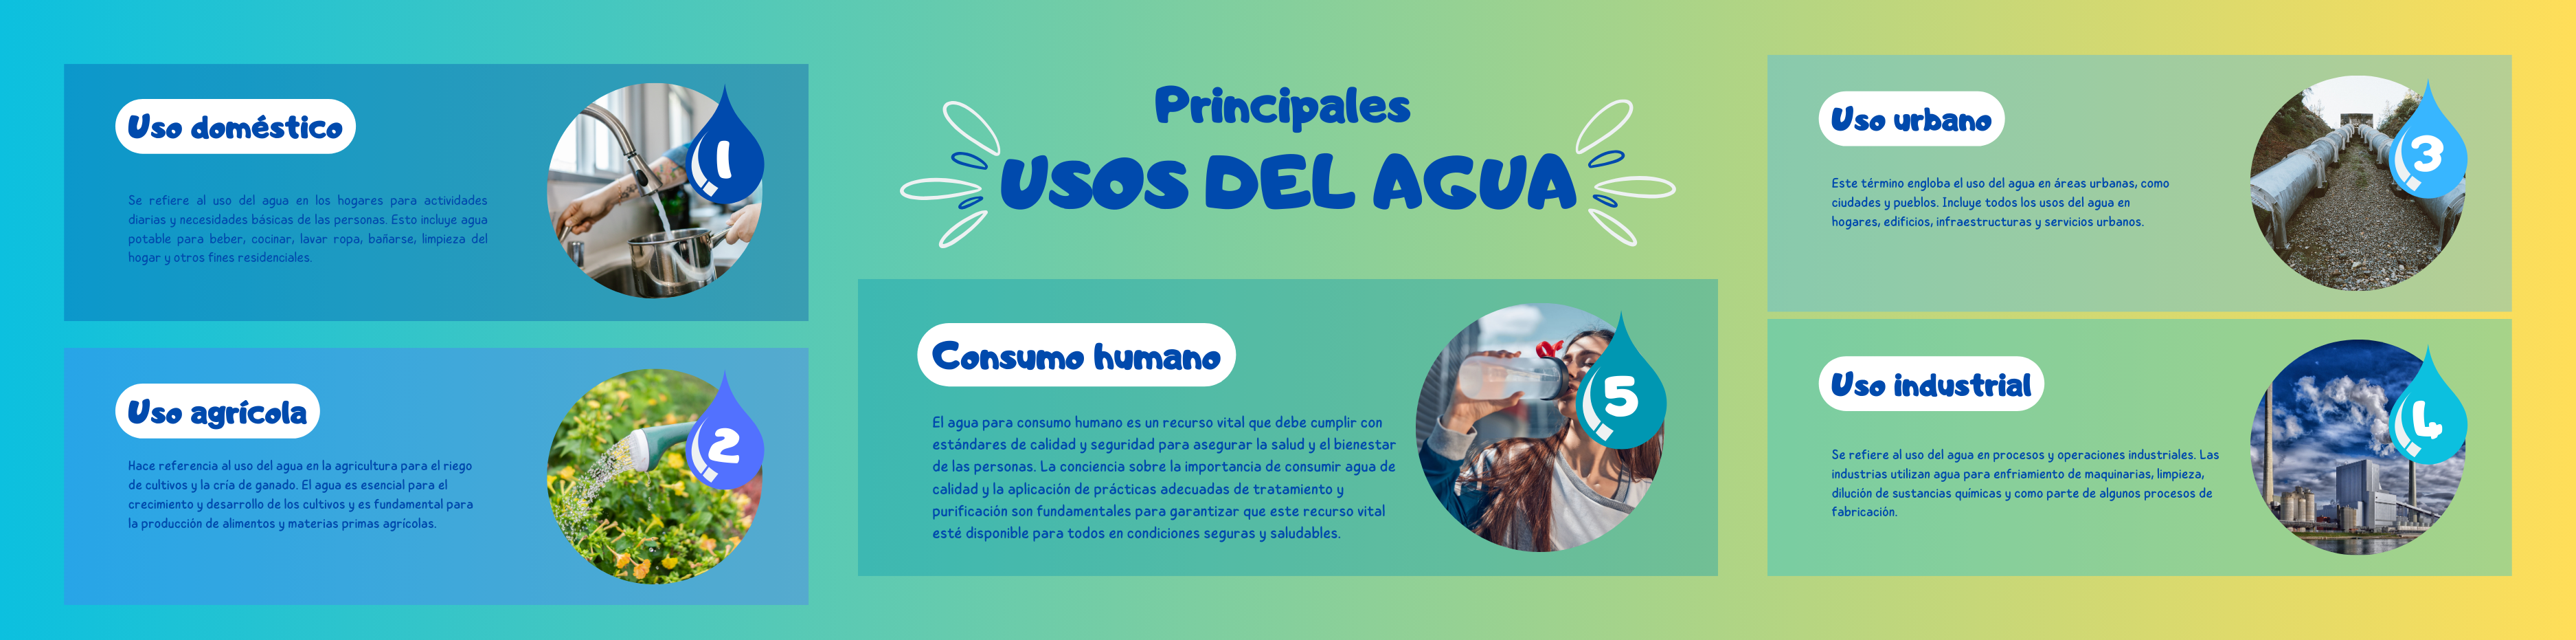 Principales
USOS DEL AGUA
Uso doméstico
1
Se refiere al uso del agua en los hogares para actividades
diarias y necesidades básicas de las personas. Esto incluye agua
potable para beber, cocinar, lavar ropa, bañarse, limpieza del
hogar y otros fines residenciales.
Uso agrícola
2
Hace referencia al uso del agua en la agricultura para el riego
de cultivos y la cría de ganado. El agua es esencial para el
crecimiento y desarrollo de los cultivos y es fundamental para
la producción de alimentos y materias primas agrícolas.
Uso urbano
3
Este término engloba el uso del agua en áreas urbanas, como
ciudades y pueblos. Incluye todos los usos del agua en
hogares, edificios, infraestructuras y servicios urbanos.
Uso industrial
4
Se refiere al uso del agua en procesos y operaciones industriales. Las
industrias utilizan agua para enfriamiento de maquinarias, limpieza,
dilución de sustancias químicas y como parte de algunos procesos de
fabricación.
Consumo humano
5
El agua para consumo humano es un recurso vital que debe cumplir con
estándares de calidad y seguridad para asegurar la salud y el bienestar
de las personas. La conciencia sobre la importancia de consumir agua de
calidad y la aplicación de prácticas adecuadas de tratamiento y
purificación son fundamentales para garantizar que este recurso vital
esté disponible para todos en condiciones seguras y saludables.